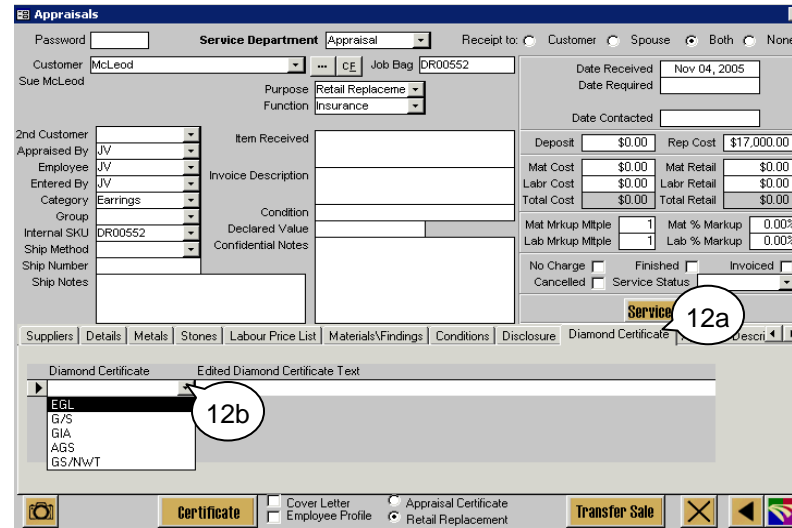 Appraisals
Password Service Department Appraisal Receipt to: Customer Spouse Both None
Customer McLeod ... CE Job Bag DR00552
Sue McLeod
Purpose Retail Replaceme
Function Insurance
Date Received Nov 04, 2005
Date Required
Date Contacted
2nd Customer
Appraised By JV
Employee JV
Entered By JV
Category Earrings
Group
Internal SKU DR00552
Ship Method
Ship Number
Ship Notes
Item Received
Invoice Description
Condition
Declared Value
Confidential Notes
Deposit $0.00 Rep Cost $17,000.00
Mat Cost $0.00 Mat Retail $0.00
Labr Cost $0.00 Labr Retail $0.00
Total Cost $0.00 Total Retail $0.00
Mat Mrkup Mltple 1 Mat % Markup 0.00%
Lab Mrkup Mltple 1 Lab % Markup 0.00%
No Charge Finished Invoiced
Cancelled Service Status
Service
12a
Suppliers Details Metals Stones Labour Price List Materials\Findings Conditions Disclosure Diamond Certificate Descri
Diamond Certificate Edited Diamond Certificate Text
EGL
G/S
GIA
AGS
GS/NWT
12b
Certificate Cover Letter Appraisal Certificate Transfer Sale
Employee Profile Retail Replacement